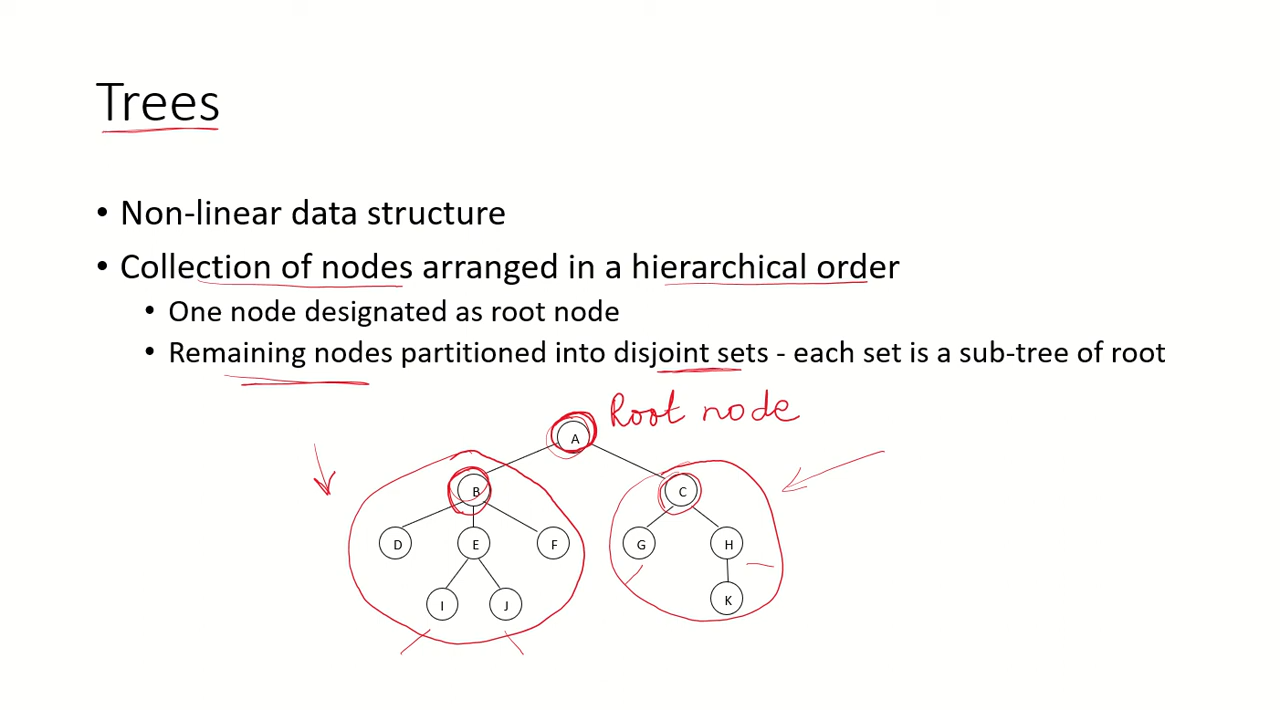 Trees
• Non-linear data structure
• Collection of nodes arranged in a hierarchical order
• One node designated as root node
• Remaining nodes partitioned into disjoint sets - each set is a sub-tree of root
A Root node
B C
D E F G H
I J K